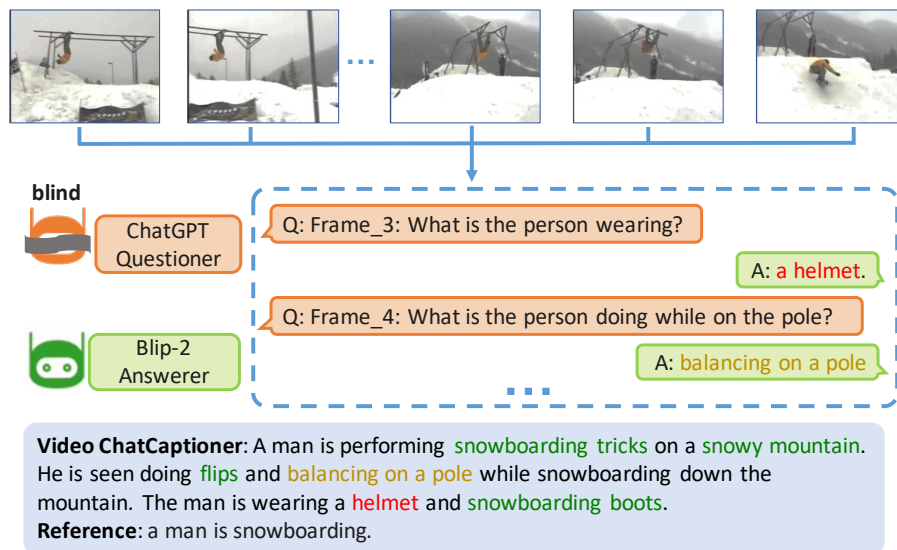 ...
blind
ChatGPT
Questioner
Q: Frame_3: What is the person wearing?
A: a helmet.
Q: Frame_4: What is the person doing while on the pole?
Blip-2
Answerer
A: balancing on a pole
...
Video ChatCaptioner: A man is performing snowboarding tricks on a snowy mountain.
He is seen doing flips and balancing on a pole while snowboarding down the
mountain. The man is wearing a helmet and snowboarding boots.
Reference: a man is snowboarding.